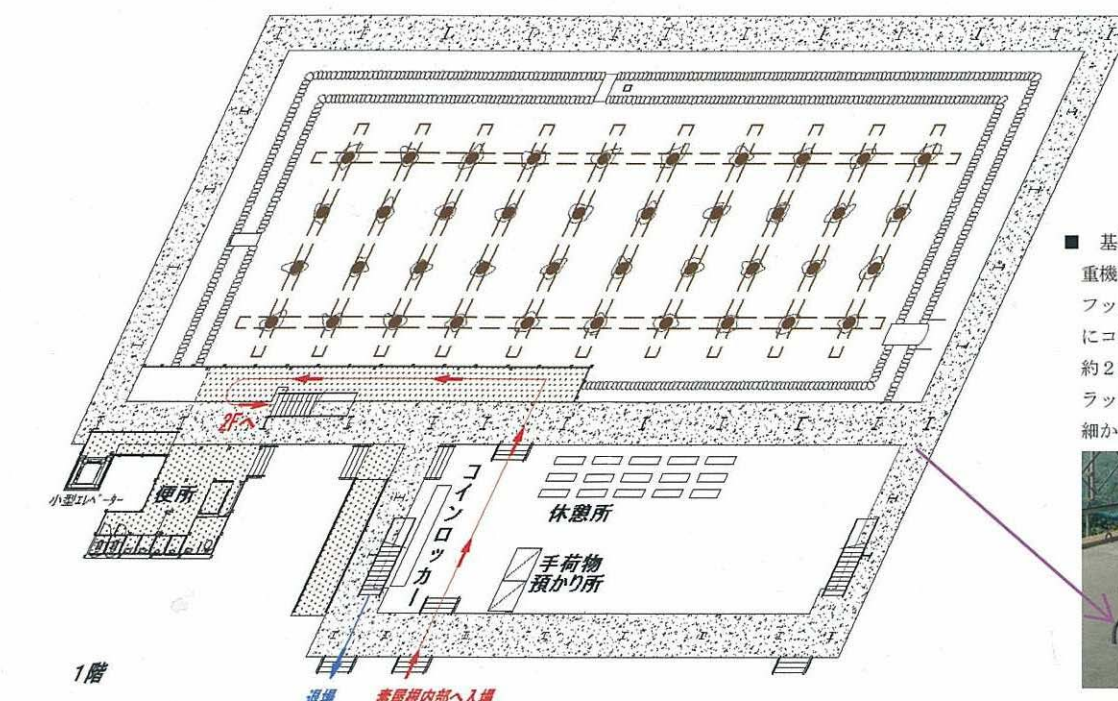 ■ 基
重機
フッ
にコ
約2
ラッ
細か
2Fへ
小型エレベーター
便所
コインロッカー
休憩所
手荷物
預かり所
1階
退場
素屋根内部へ入場